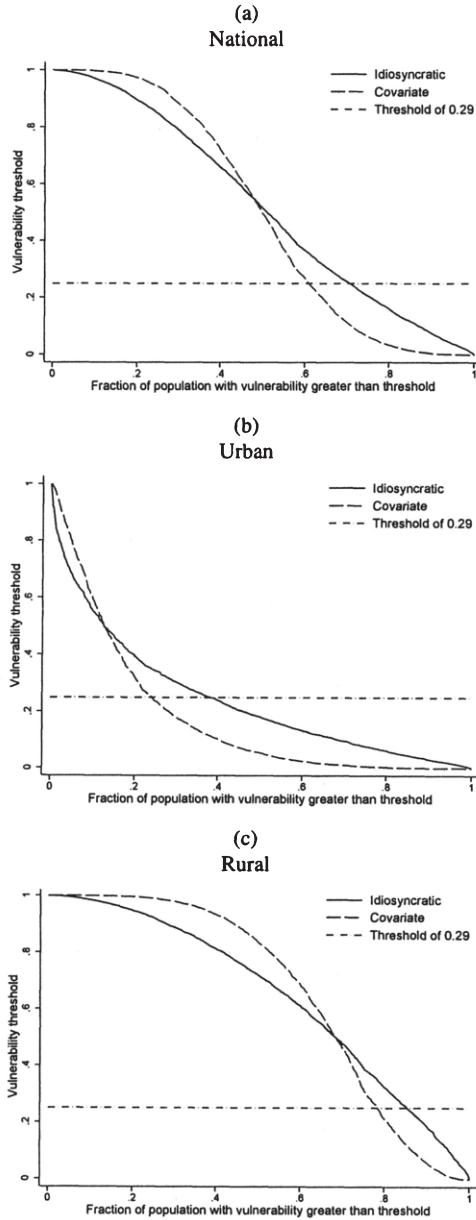 (a)
National
Idiosyncratic
Covariate
Threshold of 0.29
Vulnerability threshold
1
.8
.6
.4
.2
0
0 .2 .4 .6 .8 1
Fraction of population with vulnerability greater than threshold
(b)
Urban
Idiosyncratic
Covariate
Threshold of 0.29
Vulnerability threshold
1
.8
.6
.4
.2
0
0 .2 .4 .6 .8 1
Fraction of population with vulnerability greater than threshold
(c)
Rural
Idiosyncratic
Covariate
Threshold of 0.29
Vulnerability threshold
1
.8
.6
.4
.2
0
0 .2 .4 .6 .8 1
Fraction of population with vulnerability greater than threshold